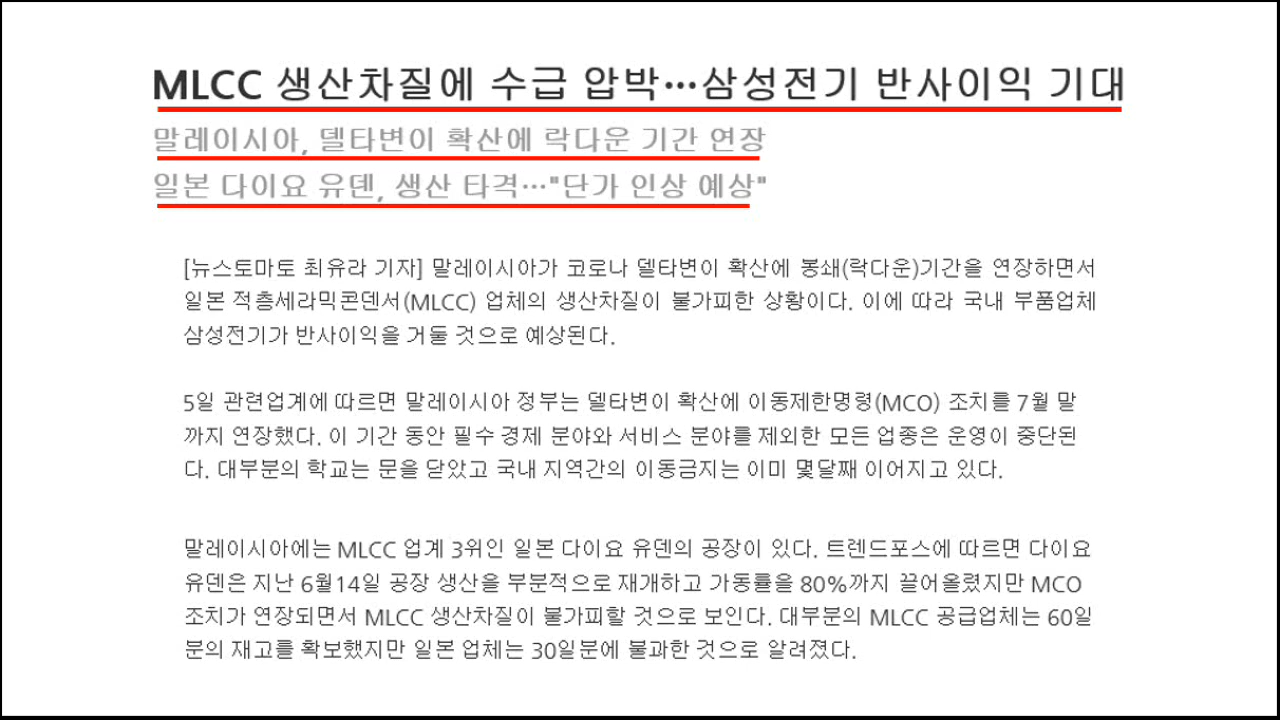 MLCC 생산차질에 수급 압박…삼성전기 반사이익 기대
말레이시아, 델타변이 확산에 락다운 기간 연장
일본 다이요 유덴, 생산 타격…"단가 인상 예상"
[뉴스토마토 최유라 기자] 말레이시아가 코로나 델타변이 확산에 봉쇄(락다운)기간을 연장하면서
일본 적층세라믹콘덴서(MLCC) 업체의 생산차질이 불가피한 상황이다. 이에 따라 국내 부품업체
삼성전기가 반사이익을 거둘 것으로 예상된다.
5일 관련업계에 따르면 말레이시아 정부는 델타변이 확산에 이동제한명령(MCO) 조치를 7월 말
까지 연장했다. 이 기간 동안 필수 경제 분야와 서비스 분야를 제외한 모든 업종은 운영이 중단된
다. 대부분의 학교는 문을 닫았고 국내 지역간의 이동금지는 이미 몇달째 이어지고 있다.
말레이시아에는 MLCC 업계 3위인 일본 다이요 유덴의 공장이 있다. 트렌드포스에 따르면 다이요
유덴은 지난 6월14일 공장 생산을 부분적으로 재개하고 가동률을 80%까지 끌어올렸지만 MCO
조치가 연장되면서 MLCC 생산차질이 불가피할 것으로 보인다. 대부분의 MLCC 공급업체는 60일
분의 재고를 확보했지만 일본 업체는 30일분에 불과한 것으로 알려졌다.